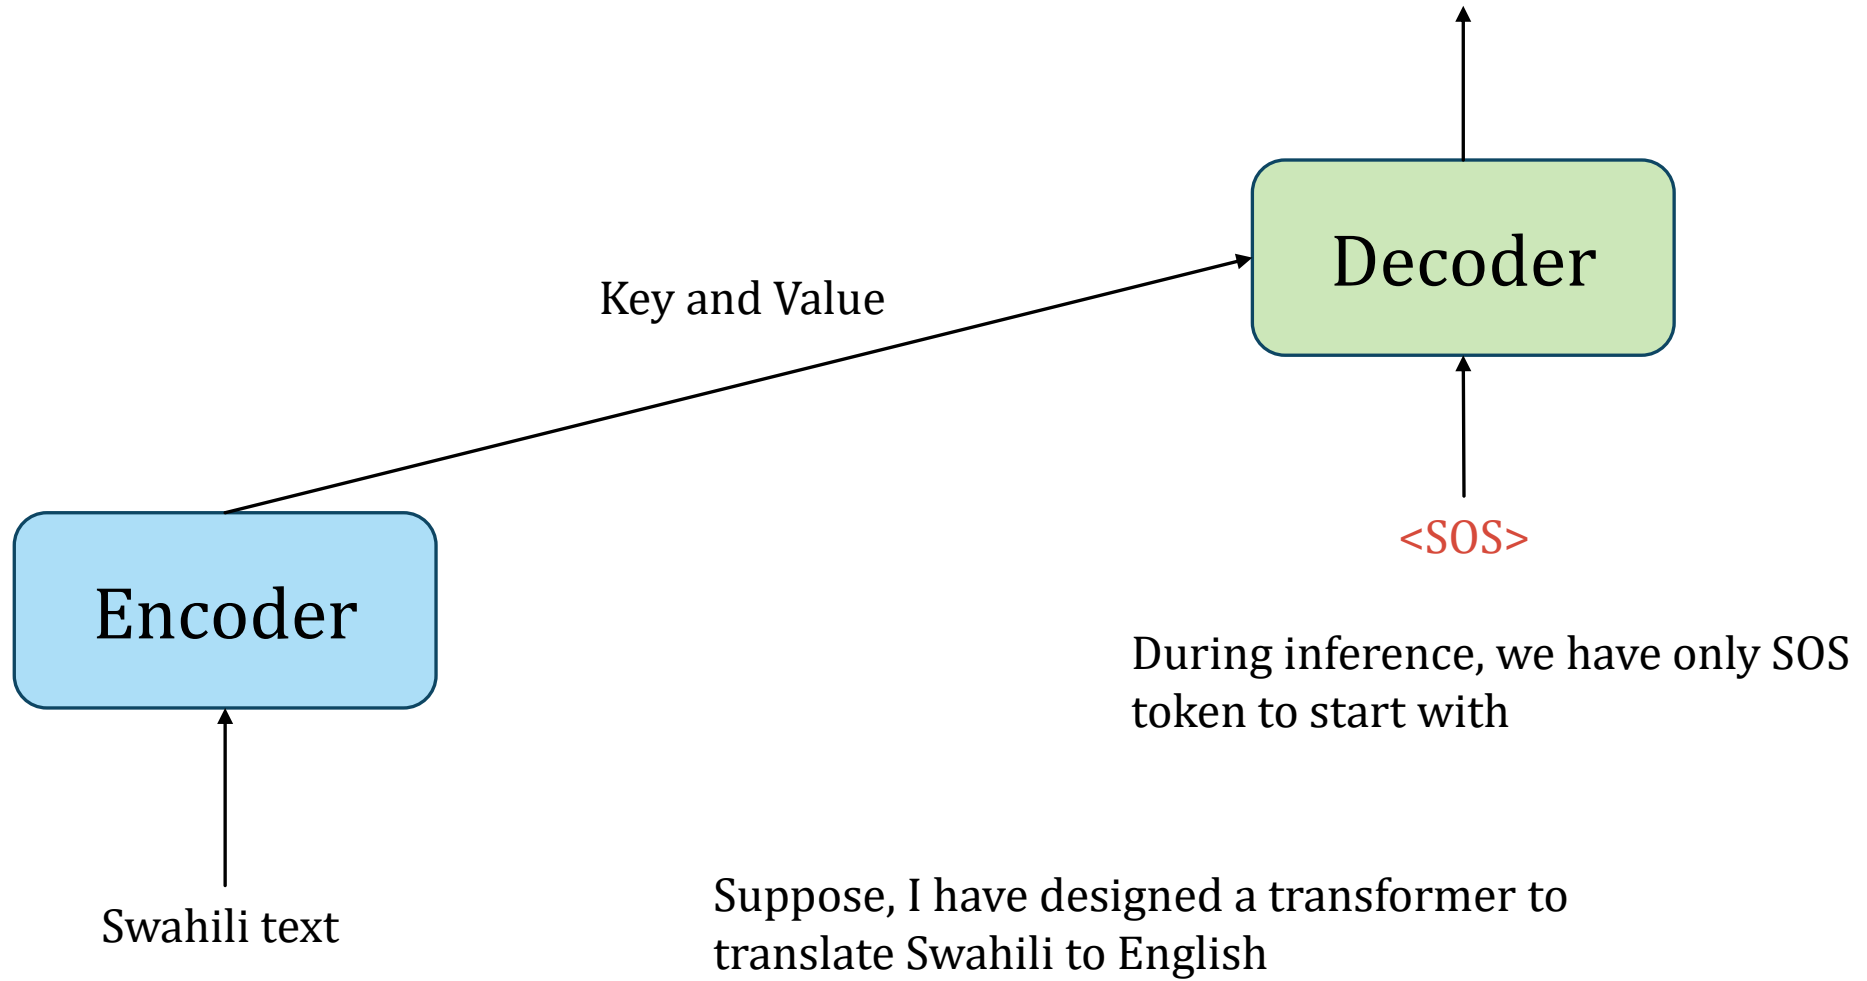 Decoder
Key and Value
<SOS>
Encoder
During inference, we have only SOS
token to start with
Swahili text
Suppose, I have designed a transformer to
translate Swahili to English